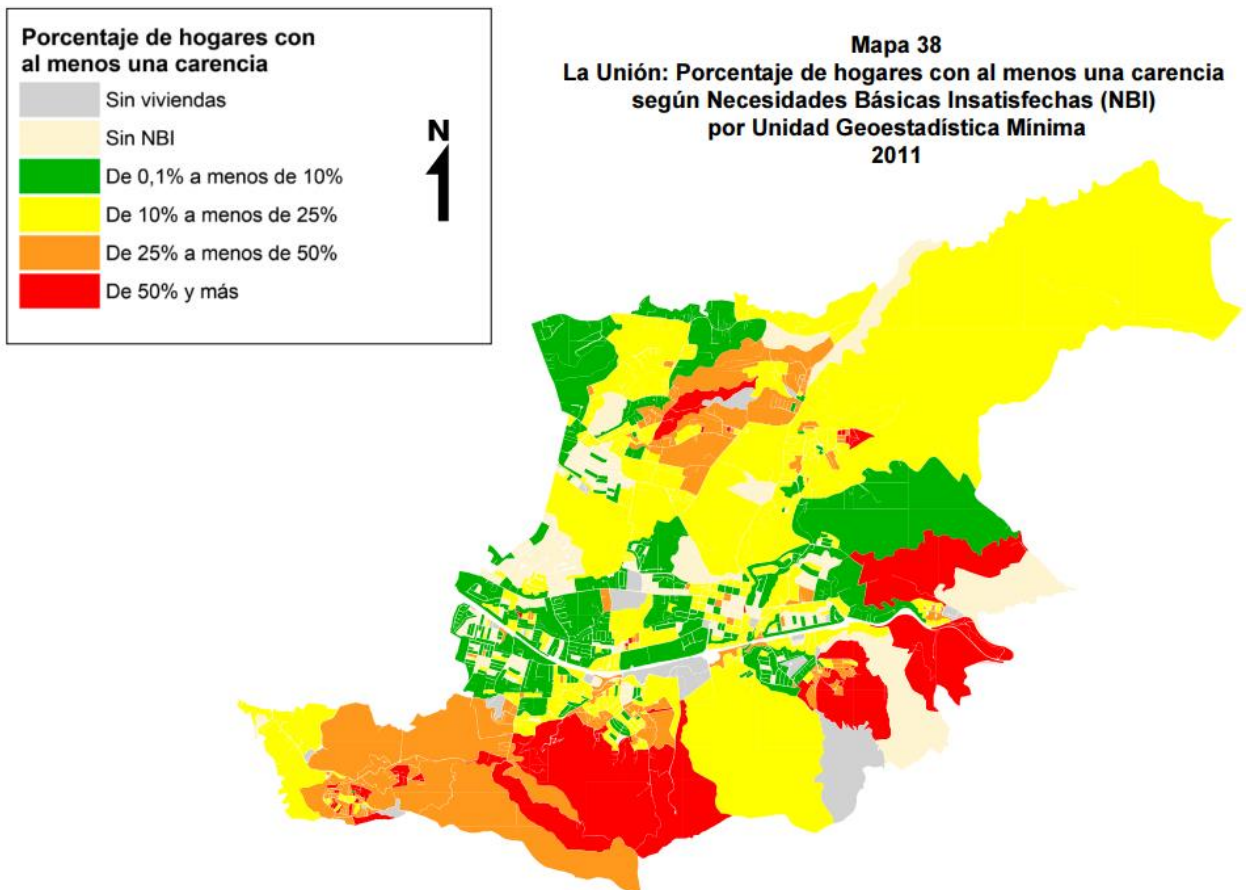 Porcentaje de hogares con
al menos una carencia
Sin viviendas
Sin NBI
De 0,1% a menos de 10%
De 10% a menos de 25%
De 25% a menos de 50%
De 50% y más
N
Mapa 38
La Unión: Porcentaje de hogares con al menos una carencia
según Necesidades Básicas Insatisfechas (NBI)
por Unidad Geoestadística Mínima
2011